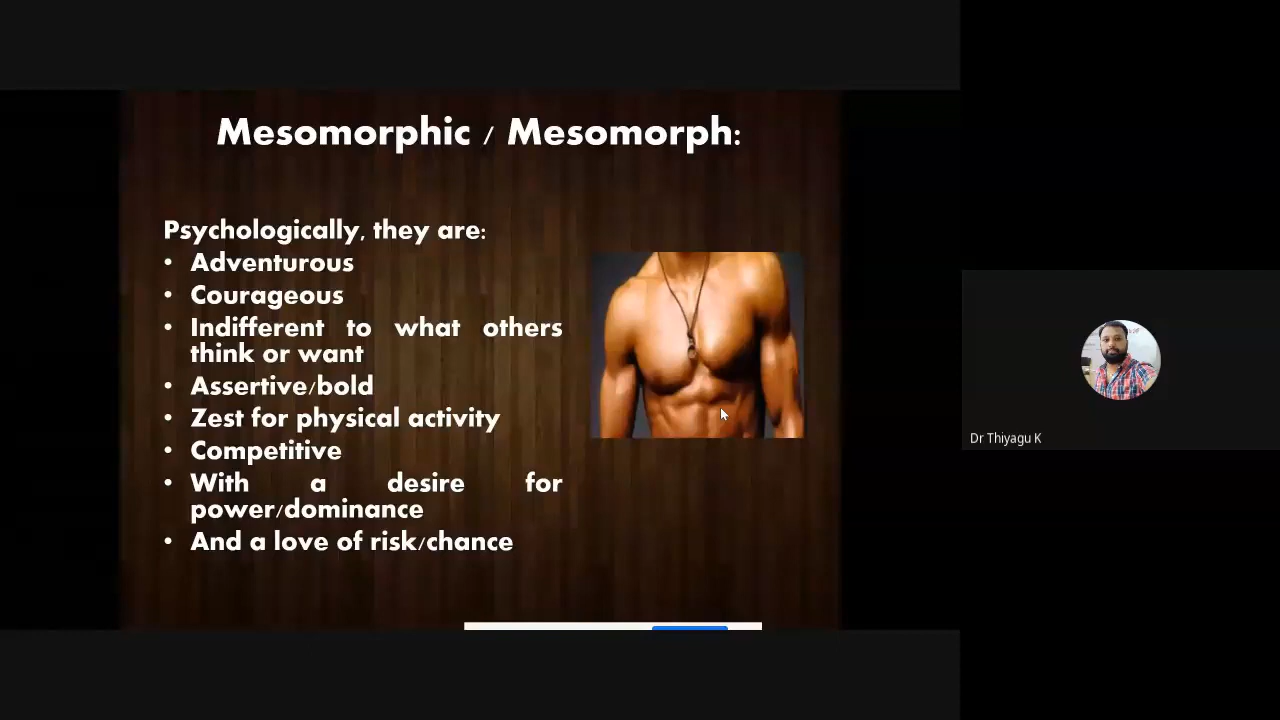 Mesomorphic / Mesomorph:
Psychologically, they are:
• Adventurous
• Courageous
• Indifferent to what others
think or want
• Assertive/bold
• Zest for physical activity
• Competitive
• With a desire for
power/dominance
• And a love of risk/chance
Dr Thiyagu K